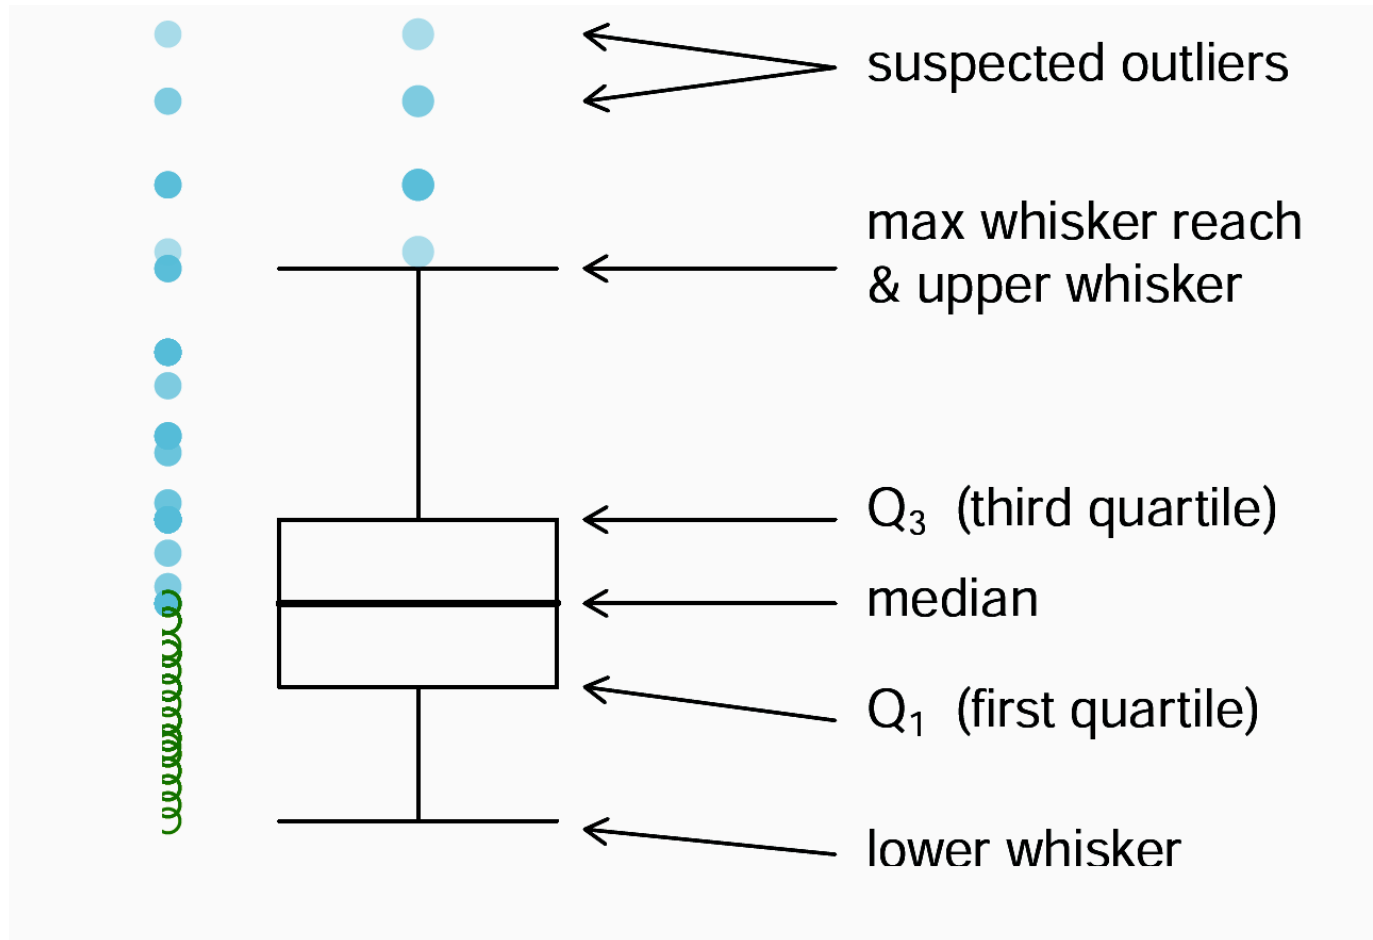 suspected outliers
max whisker reach
& upper whisker
Q₃ (third quartile)
median
Q₁ (first quartile)
lower whisker